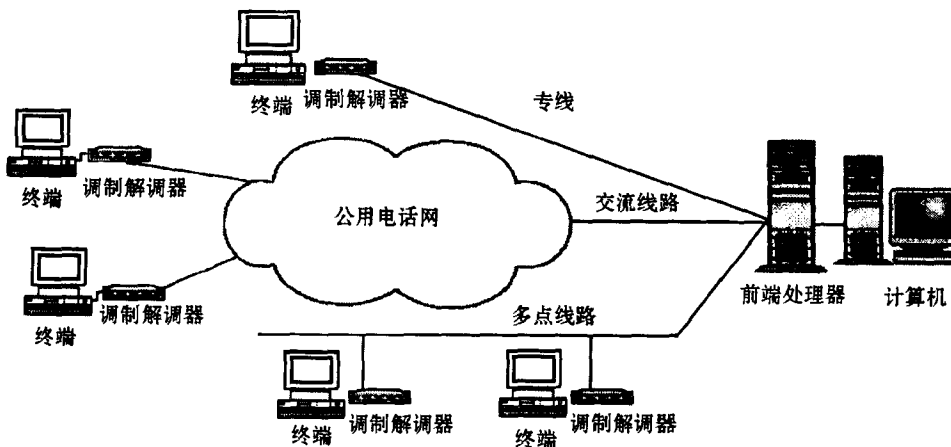 终端
调制解调器
专线
终端
调制解调器
公用电话网
交流线路
终端
调制解调器
前端处理器
计算机
多点线路
终端
调制解调器
终端
调制解调器